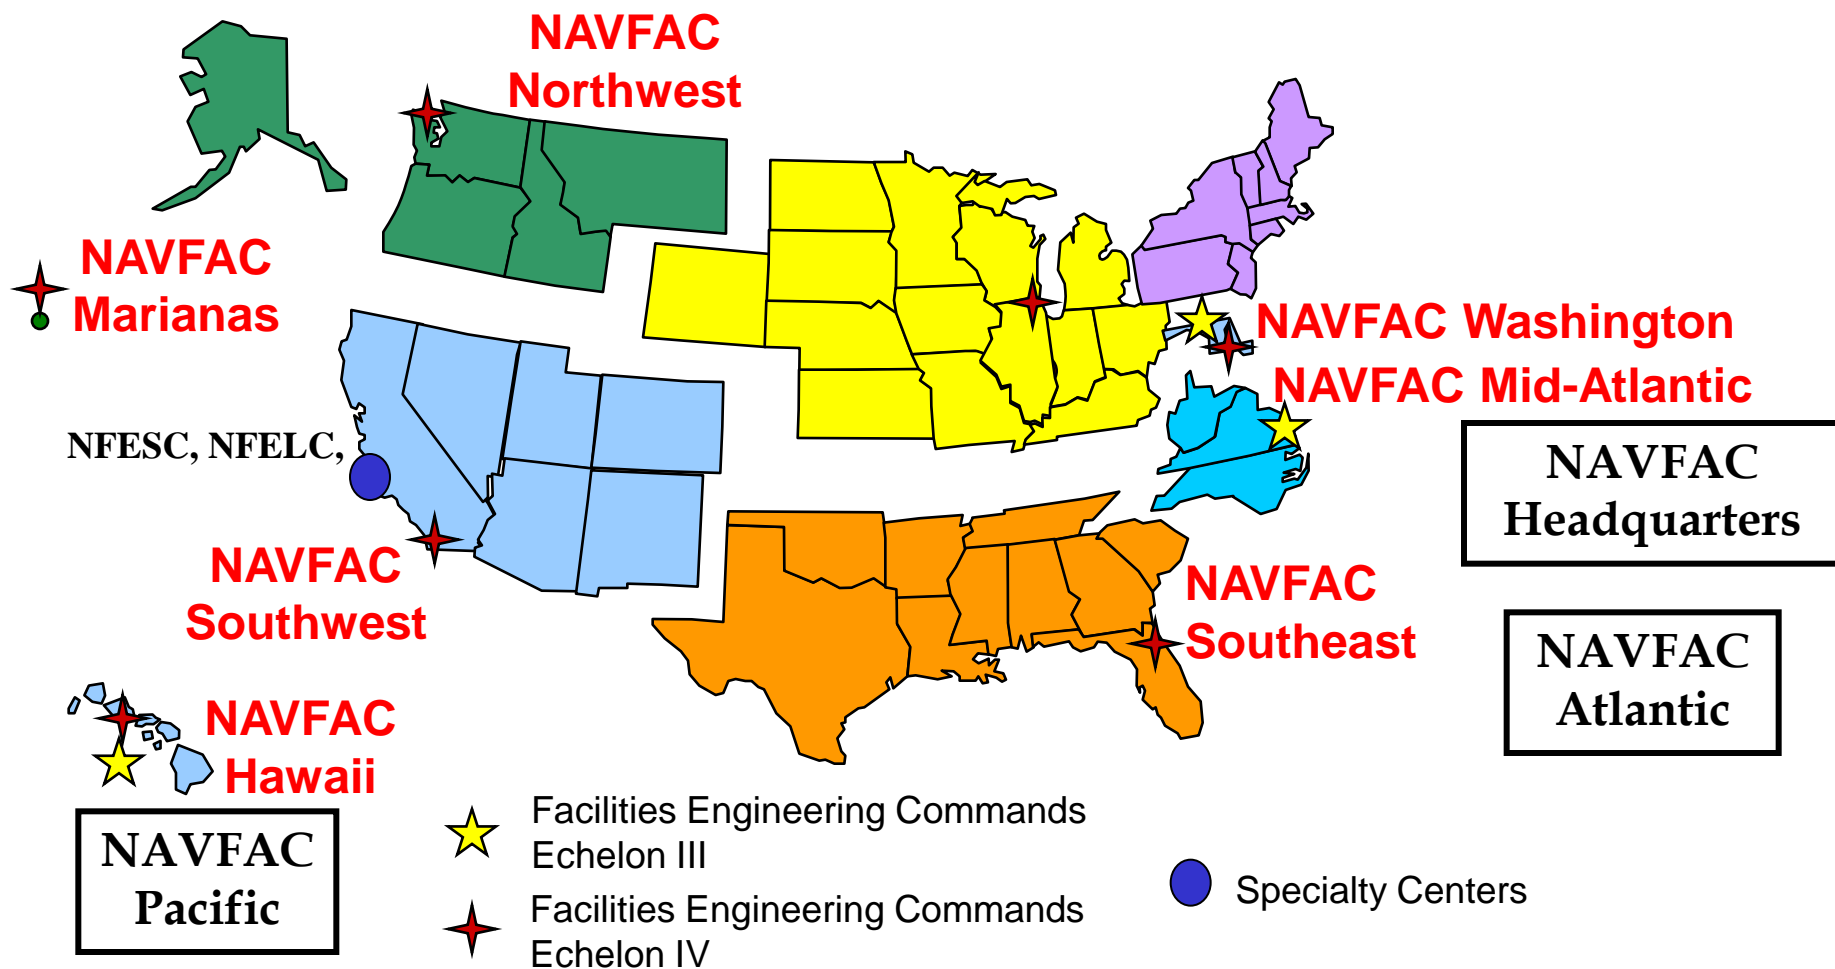 NAVFAC
Northwest
NAVFAC
Marianas
NAVFAC Washington
NAVFAC Mid-Atlantic
NFESC, NFELC,
NAVFAC
Headquarters
NAVFAC
Southwest
NAVFAC
Southeast
NAVFAC
Atlantic
NAVFAC
Hawaii
NAVFAC
Pacific
Facilities Engineering Commands
Echelon III
Facilities Engineering Commands
Echelon IV
Specialty Centers